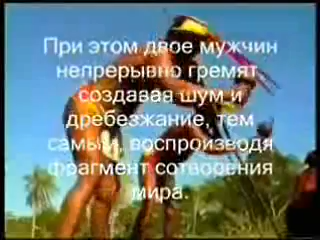 При этом двое мужчин
непрерывно гремят,
создавая шум и
дребезжание, тем
самым, воспроизводя
фрагмент сотворения
мира.